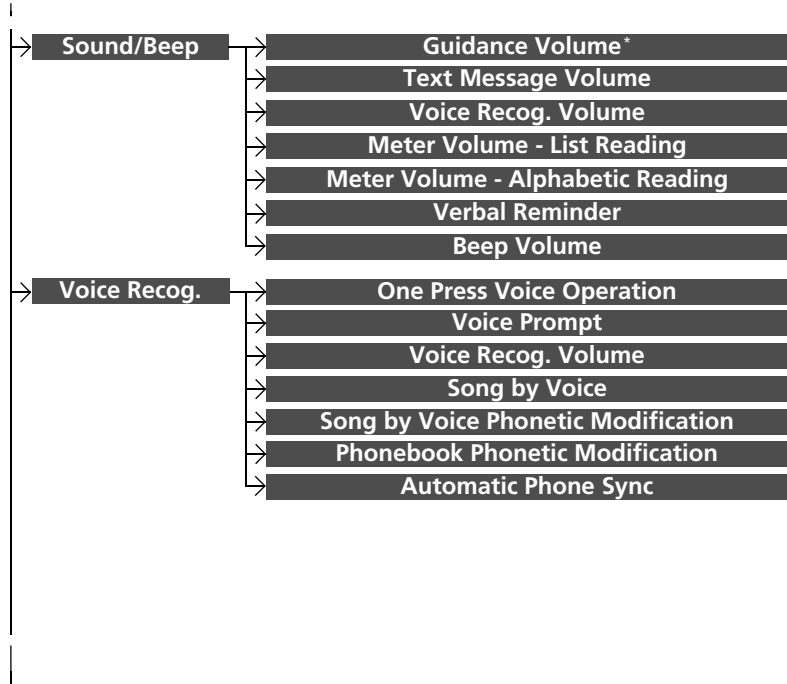 Sound/Beep
Guidance Volume*
Text Message Volume
Voice Recog. Volume
Meter Volume - List Reading
Meter Volume - Alphabetic Reading
Verbal Reminder
Beep Volume
Voice Recog.
One Press Voice Operation
Voice Prompt
Voice Recog. Volume
Song by Voice
Song by Voice Phonetic Modification
Phonebook Phonetic Modification
Automatic Phone Sync